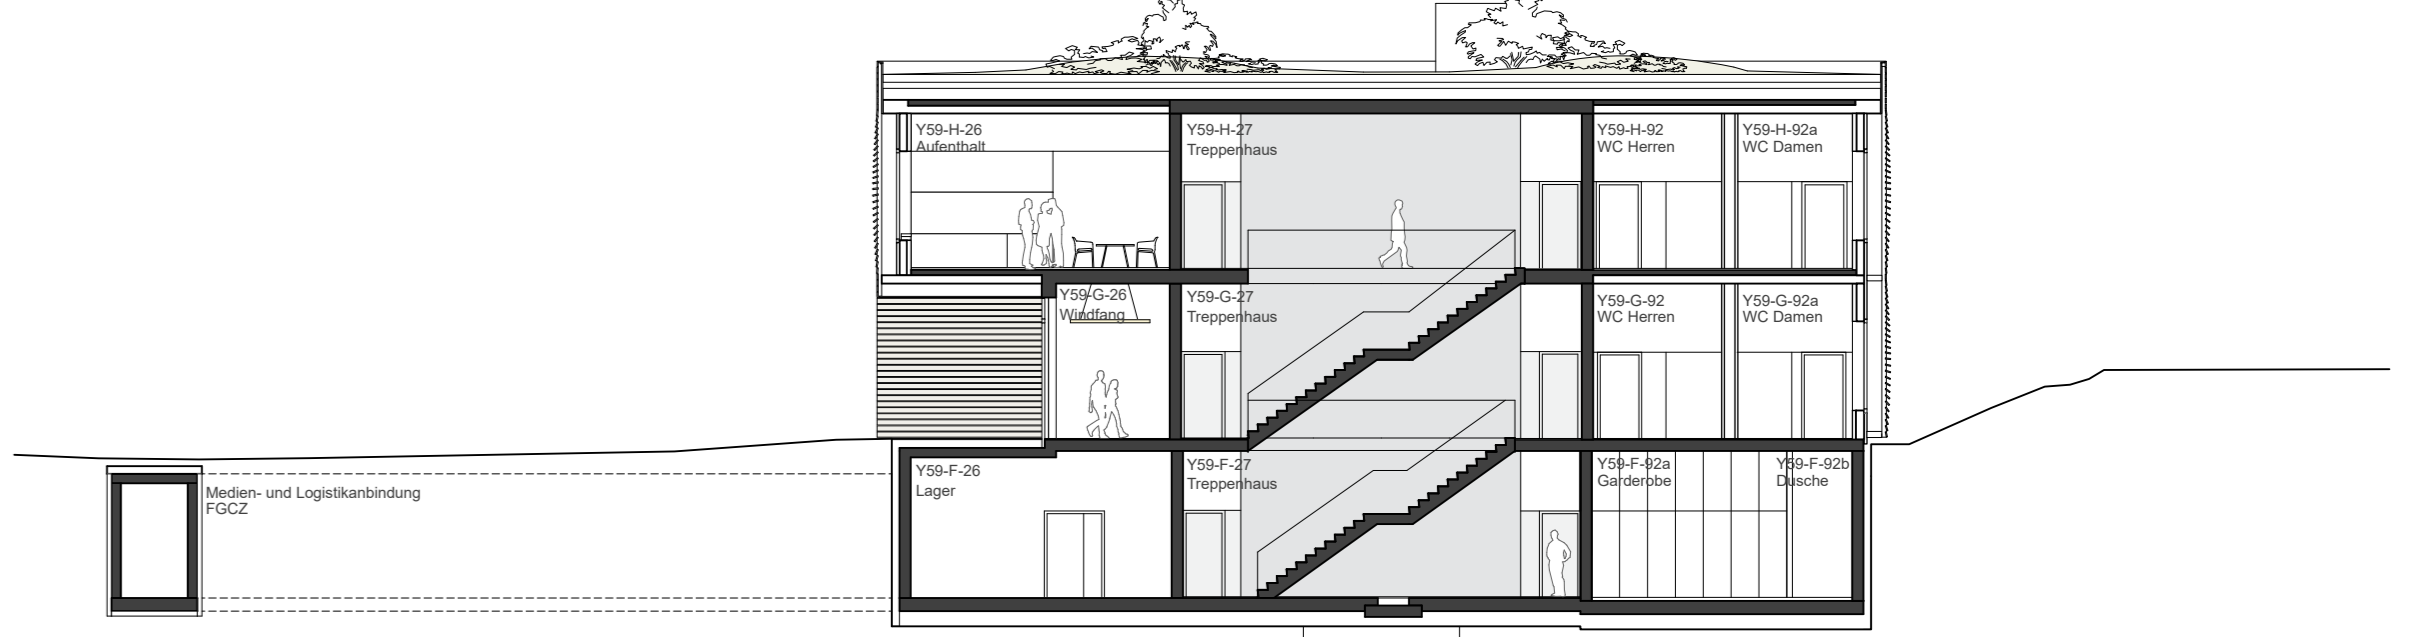 Y59-H-26
Aufenthalt
Y59-H-27
Treppenhaus
Y59-H-92
WC Herren
Y59-H-92a
WC Damen
Y59-G-26
Windfang
Y59-G-27
Treppenhaus
Y59-G-92
WC Herren
Y59-G-92a
WC Damen
Y59-F-26
Lager
Y59-F-27
Treppenhaus
Y59-F-92a
Garderobe
Y59-F-92b
Dusche
Medien- und Logistikanbindung
FGCZ